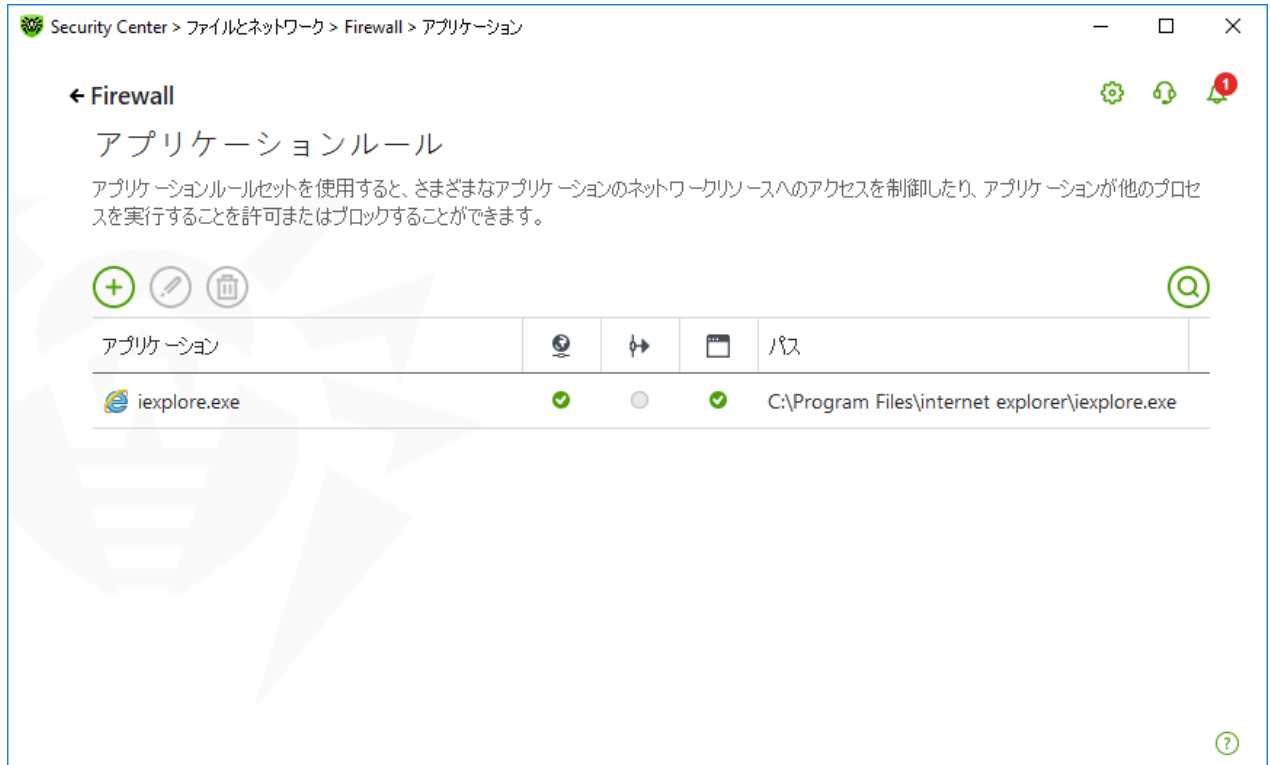 Security Center > ファイルとネットワーク > Firewall > アプリケーション
Firewall
1
アプリケーションルール
アプリケーションルールセットを使用すると、さまざまなアプリケーションのネットワークリソースへのアクセスを制御したり、アプリケーションが他のプロセ
スを実行することを許可またはブロックすることができます。
アプリケーション パス
iexplore.exe C:\Program Files\internet explorer\iexplore.exe
?